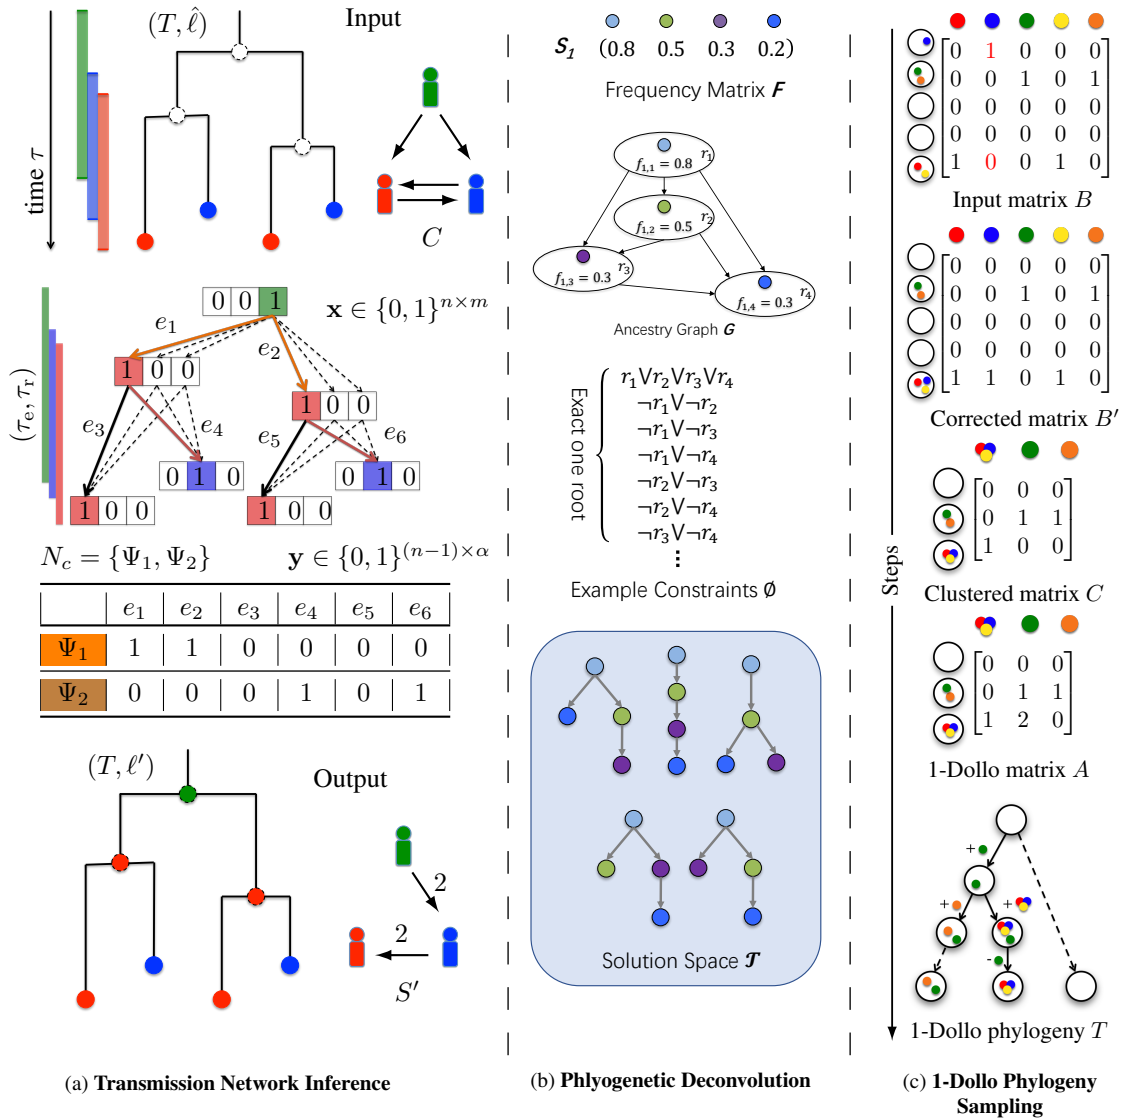 (T, ℓ̂)
Input
time τ
C
0 0 1
x ∈ {0, 1}^{n×m}
e₁
e₂
1 0 0
1 0 0
e₃
e₄
e₅
e₆
(τₑ, τᵣ)
0 1 0
0 1 0
1 0 0
1 0 0
N_c = {Ψ₁, Ψ₂}
y ∈ {0, 1}^{(n−1)×α}
e₁ e₂ e₃ e₄ e₅ e₆
Ψ₁ 1 1 0 0 0 0
Ψ₂ 0 0 0 1 0 1
(T, ℓ′)
Output
2
2
S′
(a) Transmission Network Inference
S₁ (0.8 0.5 0.3 0.2)
Frequency Matrix F
f₁,₁ = 0.8 r₁
f₁,₂ = 0.5 r₂
f₁,₃ = 0.3 r₃
f₁,₄ = 0.3 r₄
Ancestry Graph G
Exact one root
r₁∨r₂∨r₃∨r₄
¬r₁∨¬r₂
¬r₁∨¬r₃
¬r₁∨¬r₄
¬r₂∨¬r₃
¬r₂∨¬r₄
¬r₃∨¬r₄
⋮
Example Constraints ∅
Solution Space 𝒯
(b) Phlyogenetic Deconvolution
Steps
0 1 0 0 0
0 0 1 0 1
0 0 0 0 0
0 0 0 0 0
1 0 0 1 0
Input matrix B
0 0 0 0 0
0 0 1 0 1
0 0 0 0 0
0 0 0 0 0
1 1 0 1 0
Corrected matrix B′
0 0 0
0 1 1
1 0 0
Clustered matrix C
0 0 0
0 1 1
1 2 0
1-Dollo matrix A
+
+
+
-
1-Dollo phylogeny T
(c) 1-Dollo Phylogeny
Sampling